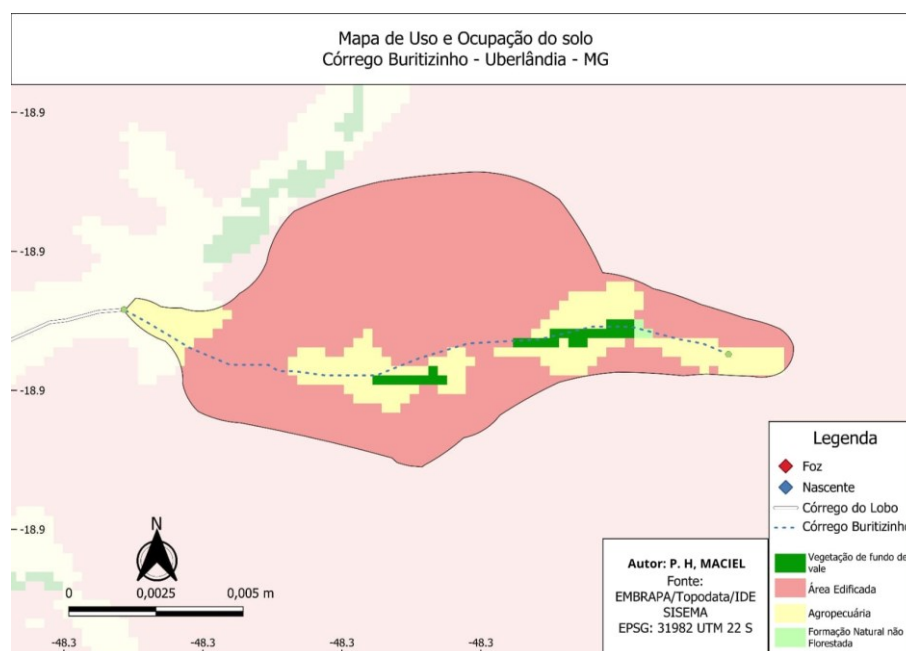 Mapa de Uso e Ocupação do solo
Córrego Buritizinho - Uberlândia - MG
-18.9
-18.9
-18.9
-18.9
N
0
0,0025
0,005 m
-48.3
-48.3
-48.3
-48.3
Autor: P. H, MACIEL
Fonte:
EMBRAPA/Topodata/IDE
SISEMA
EPSG: 31982 UTM 22 S
Legenda
Foz
Nascente
Córrego do Lobo
Córrego Buritizinho
Vegetação de fundo de
vale
Área Edificada
Agropecuária
Formação Natural não
Florestada